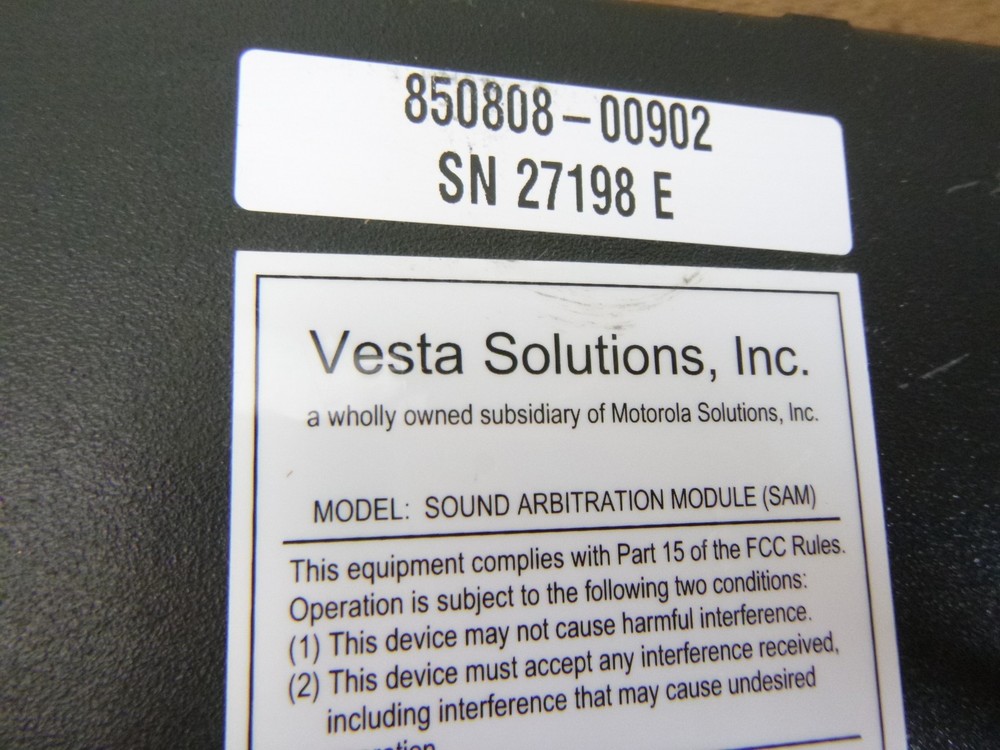 850808-00902
SN 27198 E
Vesta Solutions, Inc.
a wholly owned subsidiary of Motorola Solutions, Inc.
MODEL: SOUND ARBITRATION MODULE (SAM)
This equipment complies with Part 15 of the FCC Rules.
Operation is subject to the following two conditions:
(1) This device may not cause harmful interference.
(2) This device must accept any interference received,
including interference that may cause undesired